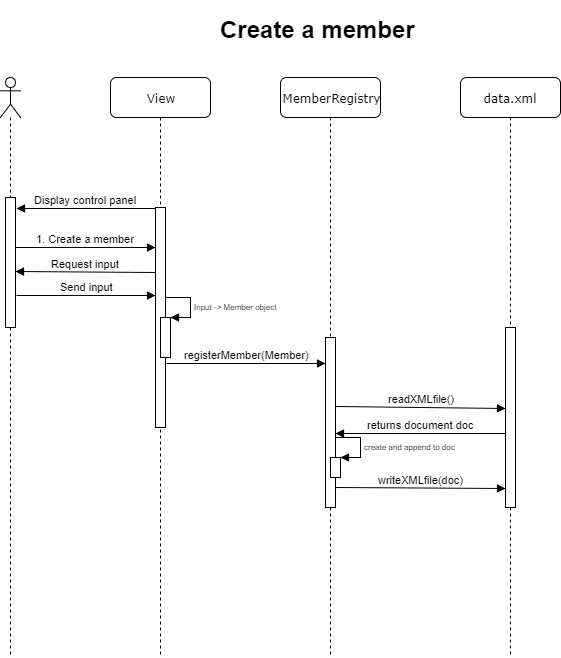 Create a member
View
MemberRegistry
data.xml
Display control panel
1. Create a member
Request input
Send input
Input -> Member object
registerMember(Member)
readXMLfile()
returns document doc
create and append to doc
writeXMLfile(doc)